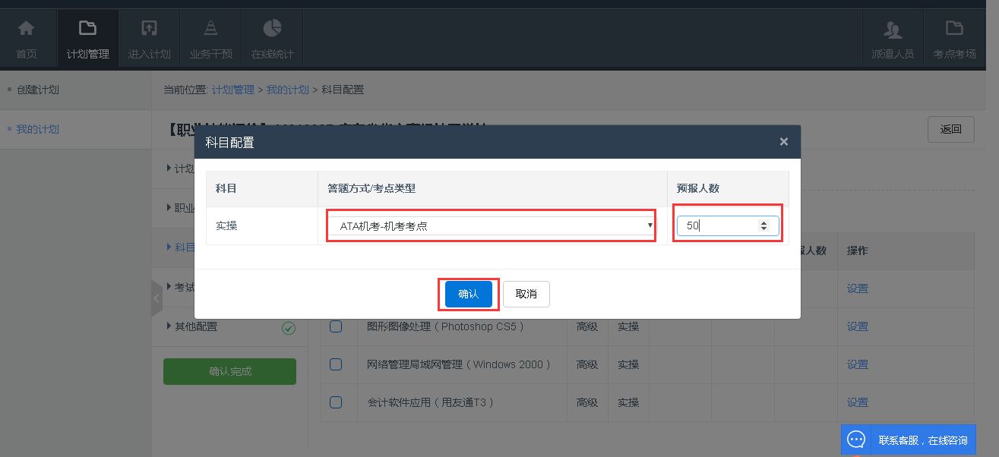 首页
计划管理
进入计划
业务干预
在线统计
派遣人员
考点考场
创建计划
我的计划
当前位置: 计划管理 > 我的计划 > 科目配置
返回
科目配置
×
科目 答题方式/考点类型 预报人数
实操 ATA机考-机考考点 50
确认 取消
计划
职业
科目
考试
其他配置
确认完成
报人数 操作
设置
图形图像处理（Photoshop CS5） 高级 实操 设置
网络管理局域网管理（Windows 2000） 高级 实操 设置
会计软件应用（用友通T3） 高级 实操 设置
联系客服，在线咨询